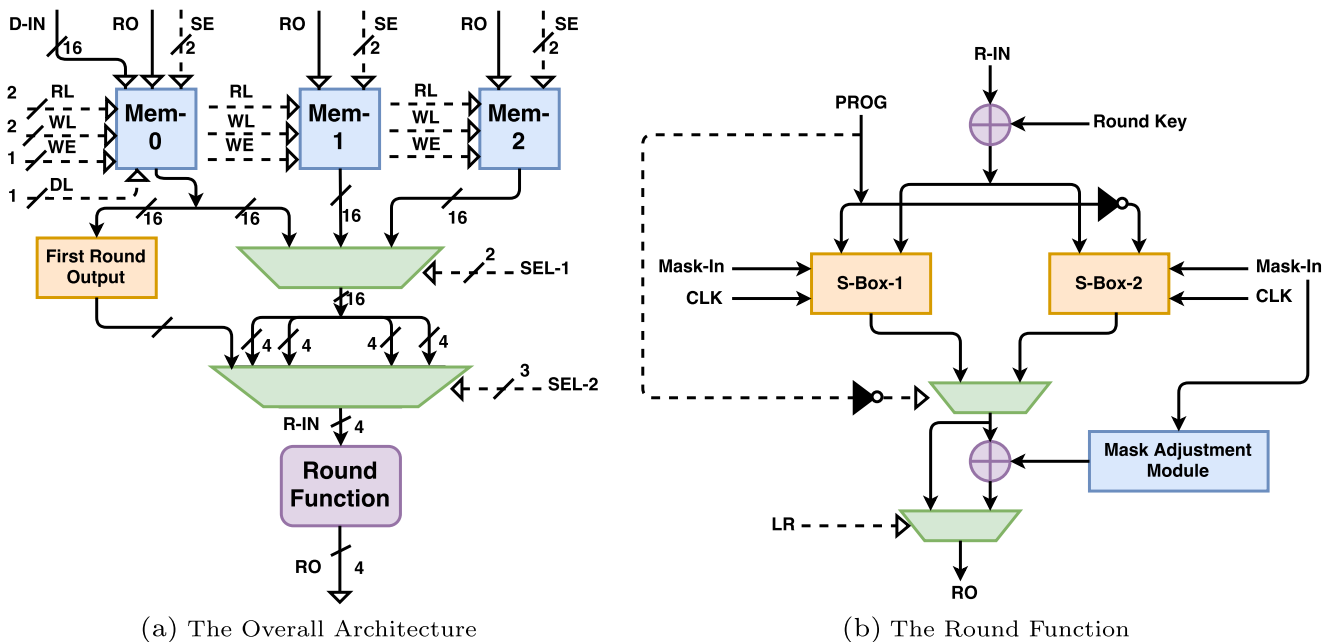 D-IN
RO
SE
RO
SE
RO
SE
16
2
2
2
2
RL
RL
RL
2
WL
WL
WL
1
WE
WE
WE
Mem-
0
Mem-
1
Mem-
2
1
DL
16
16
16
16
First Round
Output
2
SEL-1
16
4
4
4
4
3
SEL-2
R-IN
4
Round
Function
RO
4
(a) The Overall Architecture
R-IN
PROG
Round Key
Mask-In
S-Box-1
S-Box-2
Mask-In
CLK
CLK
Mask Adjustment
Module
LR
RO
(b) The Round Function